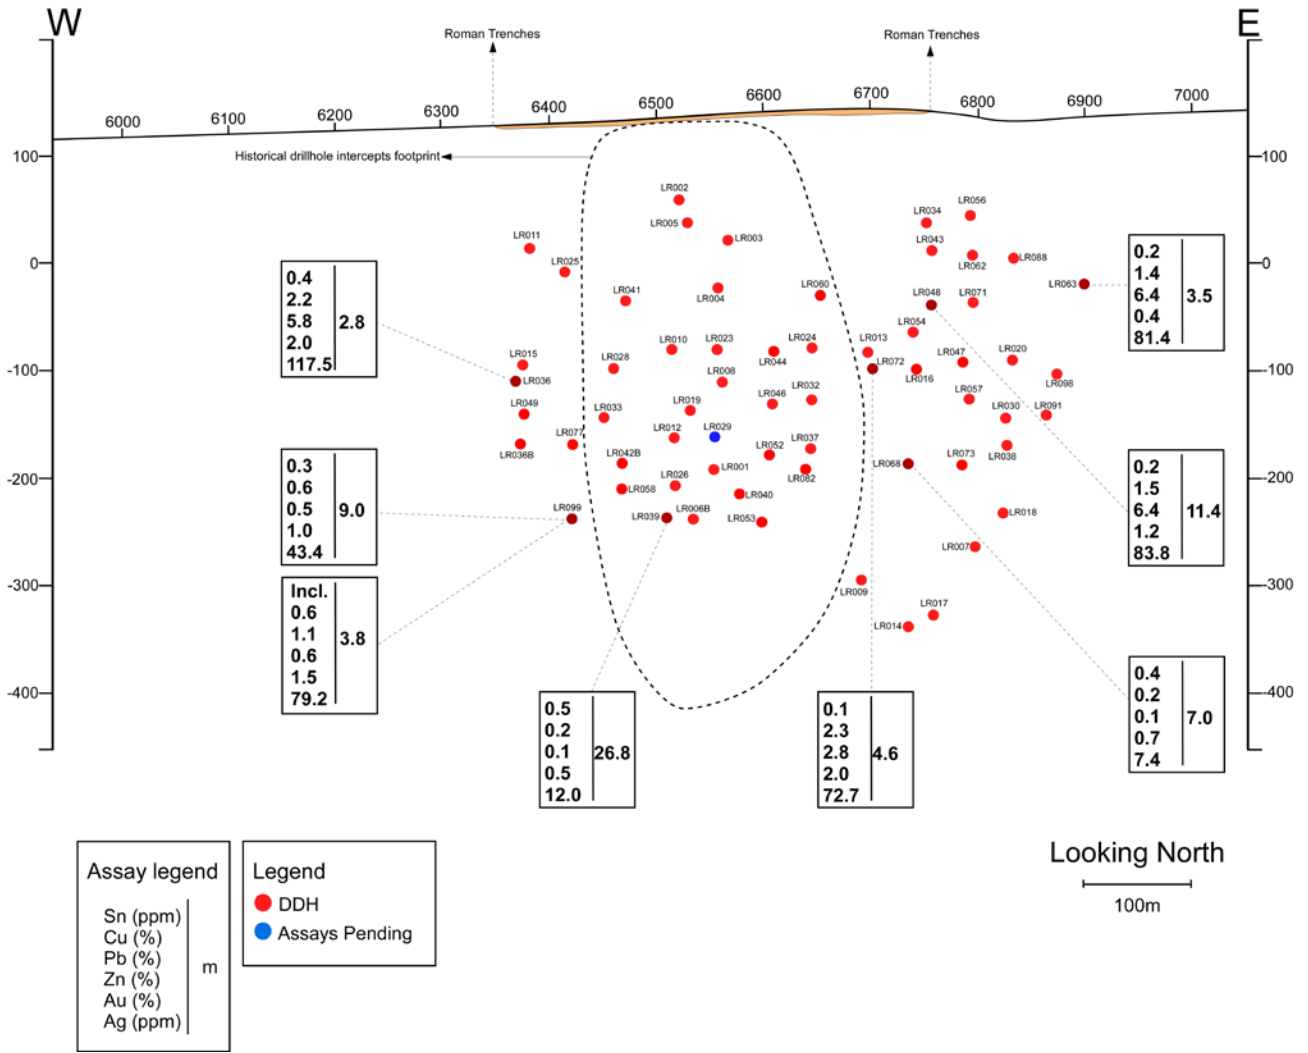 W
E
Roman Trenches
Roman Trenches
6000
6100
6200
6300
6400
6500
6600
6700
6800
6900
7000
100
Historical drillhole intercepts footprint
100
LR002
LR005
LR003
LR034
LR056
LR011
LR043
LR025
LR062
LR088
0
0
LR041
LR004
LR060
LR048
LR071
LR063
0.4
2.2
5.8
2.0
117.5
2.8
0.2
1.4
6.4
0.4
81.4
3.5
LR054
LR010
LR023
LR044
LR024
LR013
LR015
LR028
LR008
LR072
LR016
LR047
LR020
LR098
-100
-100
LR036
LR049
LR033
LR019
LR046
LR032
LR057
LR030
LR091
LR036B
LR077
LR012
LR029
LR052
LR037
LR038
LR042B
LR001
LR082
LR068
LR073
-200
-200
LR058
LR026
LR040
LR018
LR099
LR039
LR006B
LR053
LR007
0.3
0.6
0.5
1.0
43.4
9.0
0.2
1.5
6.4
1.2
83.8
11.4
-300
-300
LR009
LR014
LR017
Incl.
0.6
1.1
0.6
1.5
79.2
3.8
-400
-400
0.5
0.2
0.1
0.5
12.0
26.8
0.1
2.3
2.8
2.0
72.7
4.6
0.4
0.2
0.1
0.7
7.4
7.0
Assay legend
Sn (ppm)
Cu (%)
Pb (%)
Zn (%)
Au (%)
Ag (ppm)
m
Legend
DDH
Assays Pending
Looking North
100m